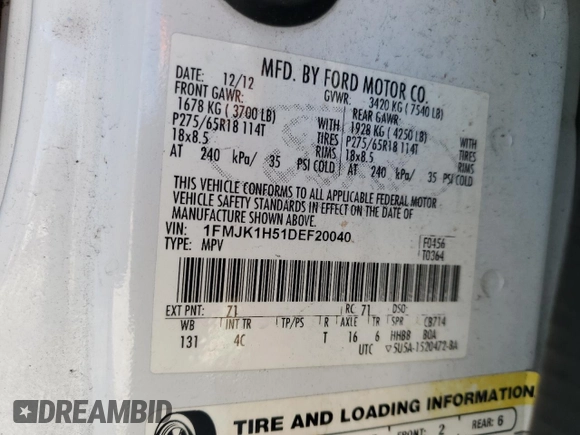 MFD. BY FORD MOTOR CO.
DATE: 12/12 GVWR: 3420 KG ( 7540 LB)
FRONT GAWR: REAR GAWR:
1678 KG ( 3700 LB) WITH 1928 KG ( 4250 LB) WITH
P275/65R18 114T TIRES P275/65R18 114T TIRES
18x8.5 RIMS 18x8.5 RIMS
AT 240 kPa/ 35 PSI COLD AT 240 kPa/ 35 PSI COLD
THIS VEHICLE CONFORMS TO ALL APPLICABLE FEDERAL MOTOR
VEHICLE SAFETY STANDARDS IN EFFECT ON THE DATE OF
MANUFACTURE SHOWN ABOVE.
VIN: 1FMJK1H51DEF20040 F0456
TYPE: MPV T0364
EXT PNT: Z1 RC: 71 DSO:
WB INT TR TP/PS R AXLE TR SPR CB714
131 4C T 16 6 HHBB BOA
UTC 5USA-1520472-BA
TIRE AND LOADING INFORMATION
FRONT: 2 REAR: 6
DREAMBID